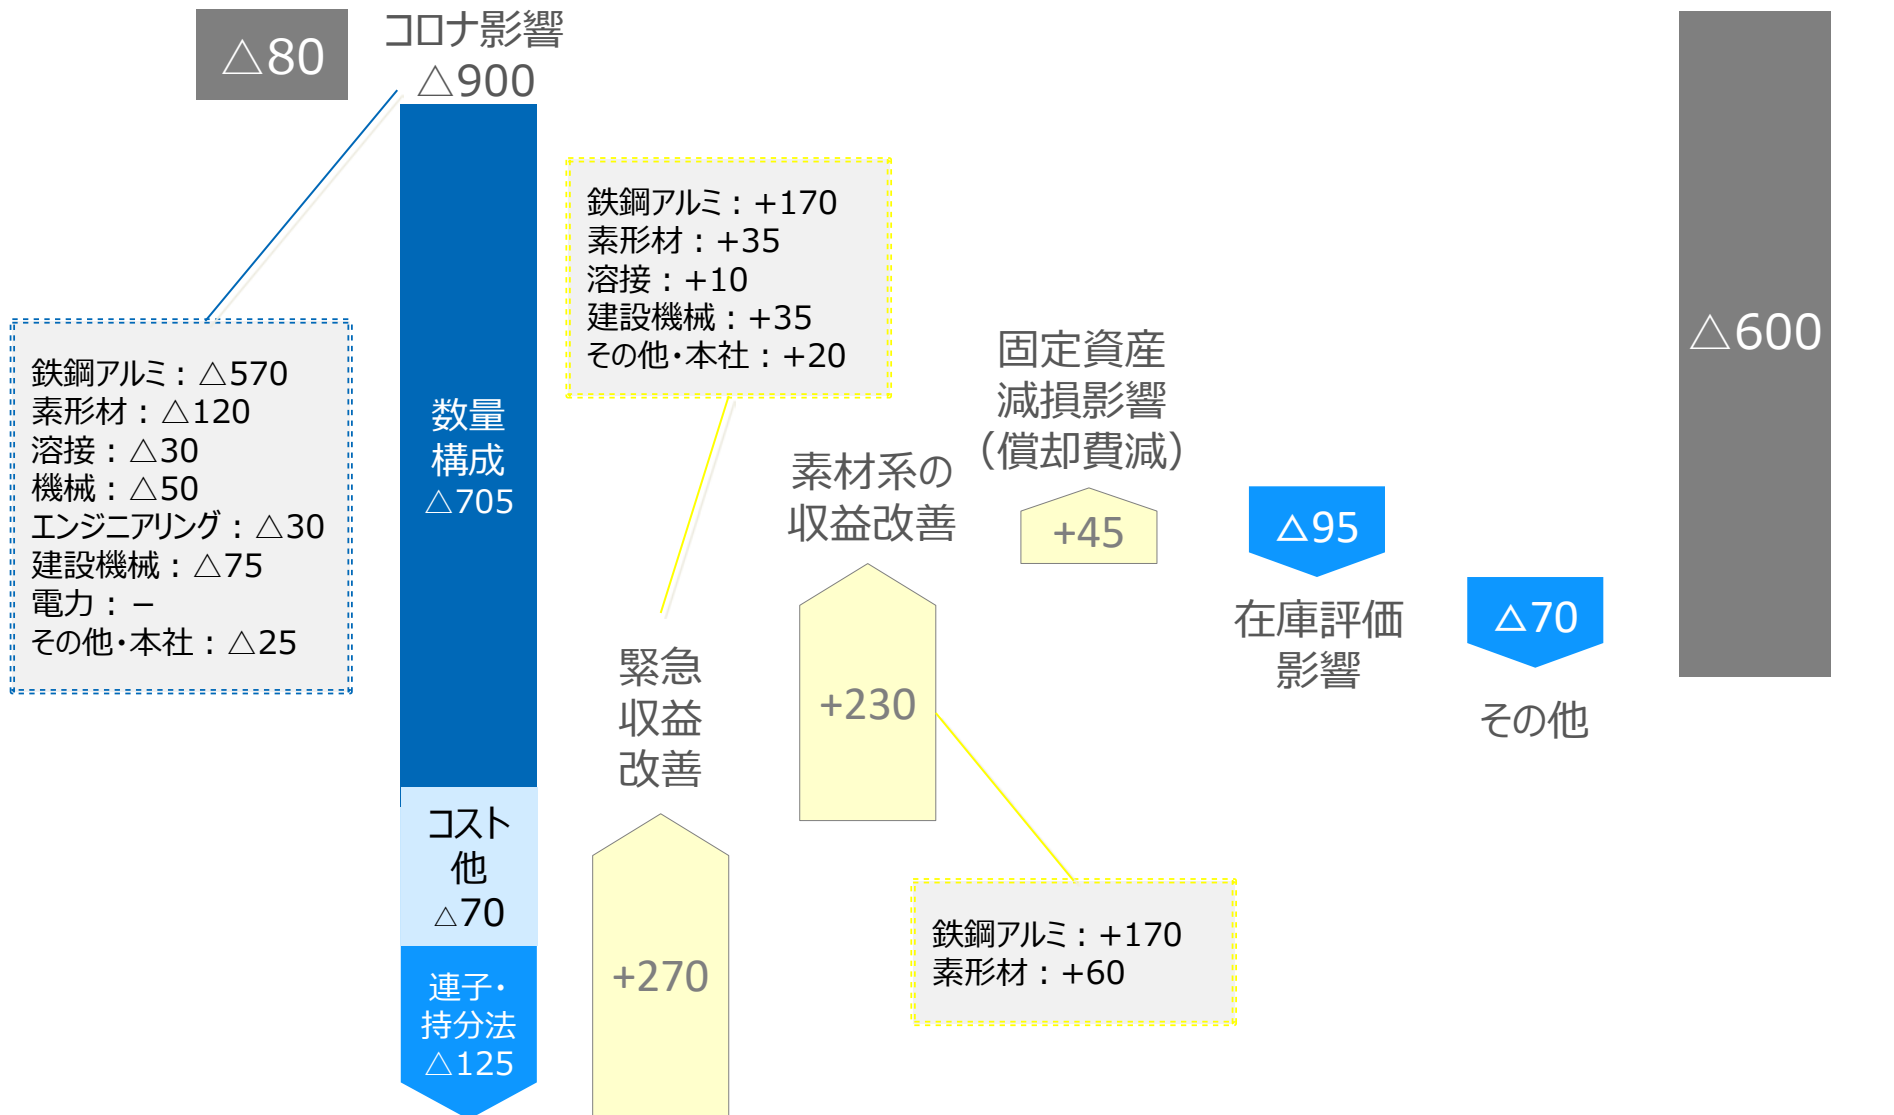 △80
コロナ影響
△900
鉄鋼アルミ：△570
素形材：△120
溶接：△30
機械：△50
エンジニアリング：△30
建設機械：△75
電力：－
その他・本社：△25
数量
構成
△705
コスト
他
△70
連子・
持分法
△125
鉄鋼アルミ：+170
素形材：+35
溶接：+10
建設機械：+35
その他・本社：+20
緊急
収益
改善
+270
素材系の
収益改善
+230
鉄鋼アルミ：+170
素形材：+60
固定資産
減損影響
（償却費減）
+45
△95
在庫評価
影響
△70
その他
△600